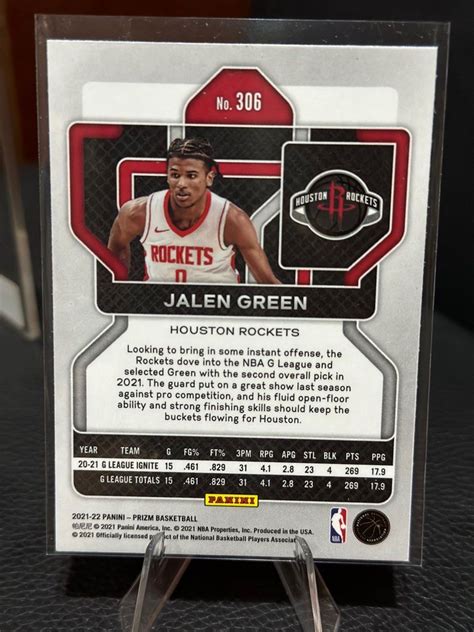 No. 306
HOUSTON R ROCKETS
ROCKETS
0
JALEN GREEN
HOUSTON ROCKETS
Looking to bring in some instant offense, the
Rockets dove into the NBA G League and
selected Green with the second overall pick in
2021. The guard put on a great show last season
against pro competition, and his fluid open-floor
ability and strong finishing skills should keep the
buckets flowing for Houston.
YEAR TEAM G FG% FT% 3PM RPG APG STL BLK PTS PPG
20-21 G LEAGUE IGNITE 15 .461 .829 31 4.1 2.8 23 4 269 17.9
G LEAGUE TOTALS 15 .461 .829 31 4.1 2.8 23 4 269 17.9
PANINI
2021-22 PANINI – PRIZM BASKETBALL
© 2021 Panini America, Inc. © 2021 NBA Properties, Inc. Produced in the USA.
© 2021 Officially licensed product of the National Basketball Players
NBA